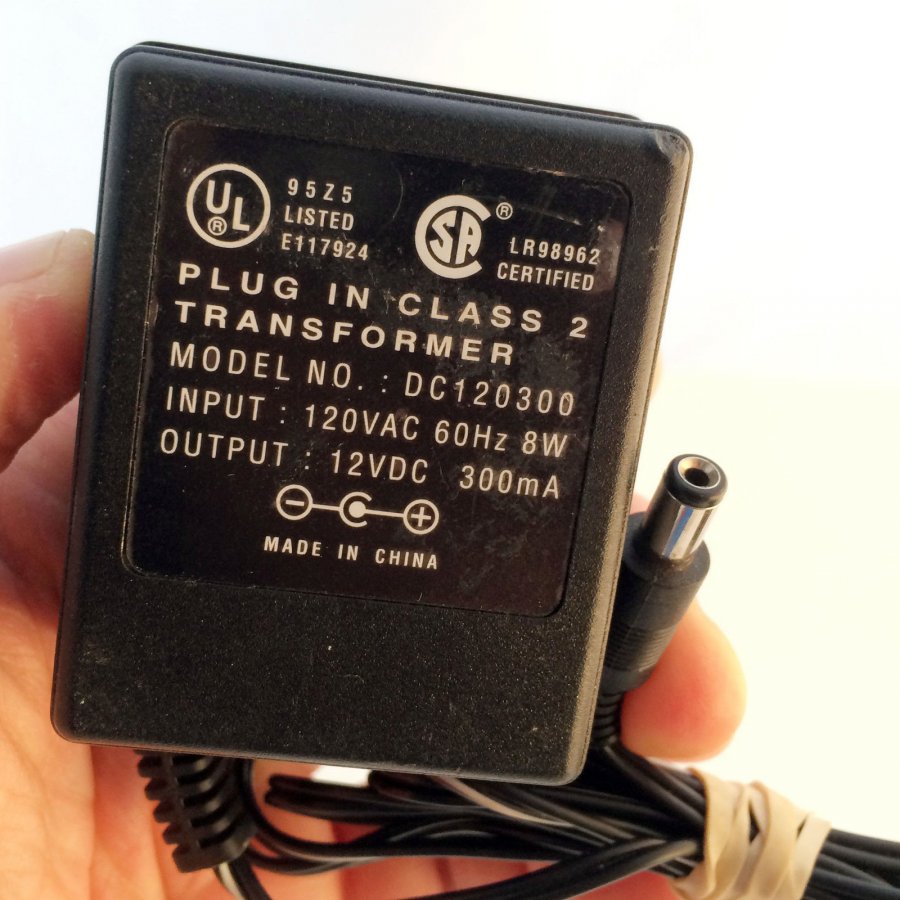 UL ®
95Z5
LISTED
E117924
CSA ®
LR98962
CERTIFIED
PLUG IN CLASS 2
TRANSFORMER
MODEL NO. : DC120300
INPUT : 120VAC 60Hz 8W
OUTPUT : 12VDC 300mA
− +
MADE IN CHINA